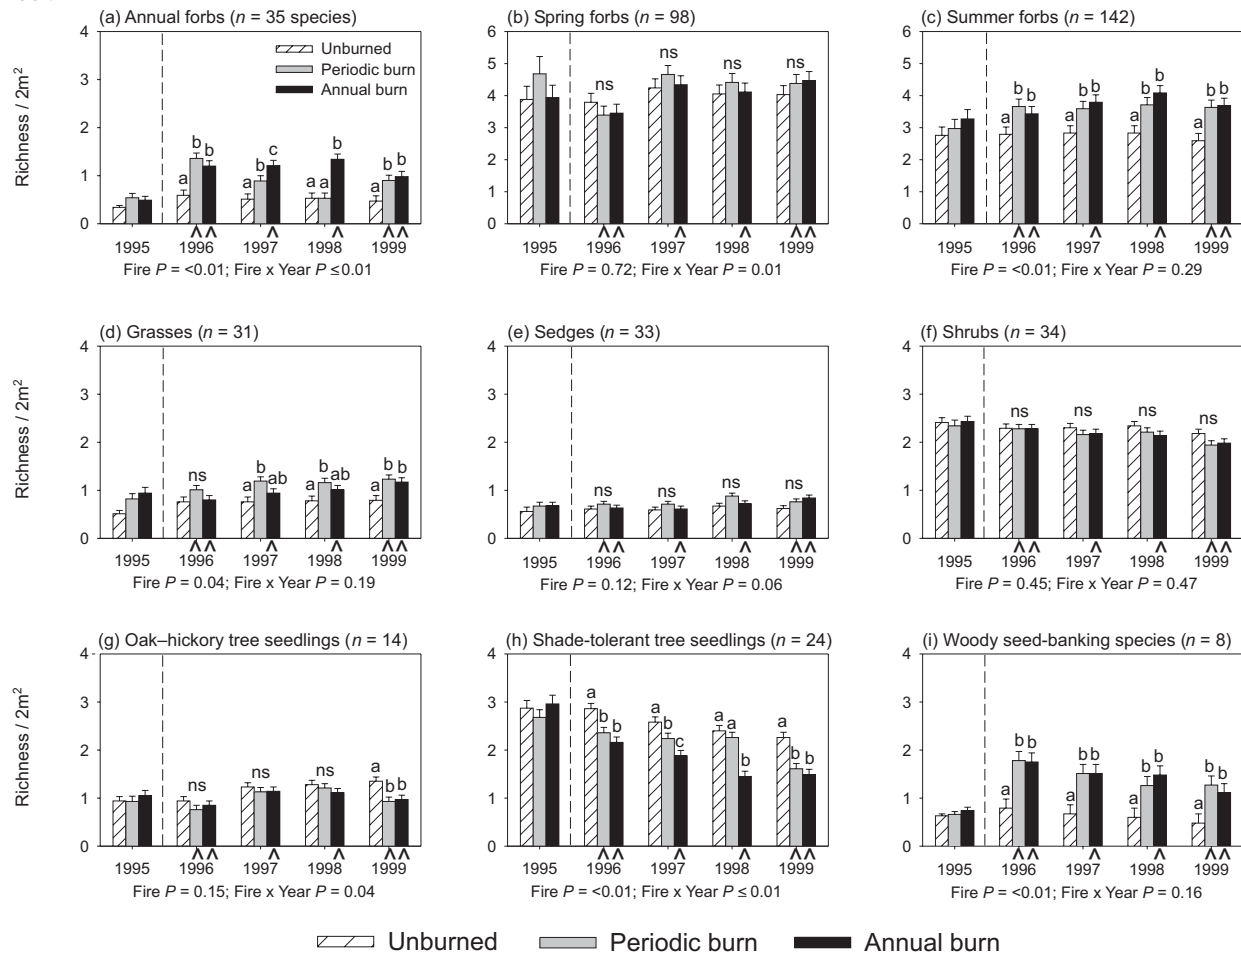 (a) Annual forbs (n = 35 species)
(b) Spring forbs (n = 98)
(c) Summer forbs (n = 142)
Richness / 2m²
4
3
2
1
0
Unburned
Periodic burn
Annual burn
a b b a b c a a b a b b
1995 1996 1997 1998 1999
Fire P = <0.01; Fire x Year P ≤0.01
6
5
4
3
2
1
0
ns ns ns ns
1995 1996 1997 1998 1999
Fire P = 0.72; Fire x Year P = 0.01
6
5
4
3
2
1
0
a b b a b b a b b a b b
1995 1996 1997 1998 1999
Fire P = <0.01; Fire x Year P = 0.29
(d) Grasses (n = 31)
(e) Sedges (n = 33)
(f) Shrubs (n = 34)
Richness / 2m²
4
3
2
1
0
ns a b ab a b ab a b b
1995 1996 1997 1998 1999
Fire P = 0.04; Fire x Year P = 0.19
4
3
2
1
0
ns ns ns ns
1995 1996 1997 1998 1999
Fire P = 0.12; Fire x Year P = 0.06
4
3
2
1
0
ns ns ns ns
1995 1996 1997 1998 1999
Fire P = 0.45; Fire x Year P = 0.47
(g) Oak–hickory tree seedlings (n = 14)
(h) Shade-tolerant tree seedlings (n = 24)
(i) Woody seed-banking species (n = 8)
Richness / 2m²
4
3
2
1
0
ns ns ns a b b
1995 1996 1997 1998 1999
Fire P = 0.15; Fire x Year P = 0.04
4
3
2
1
0
a b b a b c a a b a b b
1995 1996 1997 1998 1999
Fire P = <0.01; Fire x Year P ≤ 0.01
4
3
2
1
0
a b b a b b a b b a b b
1995 1996 1997 1998 1999
Fire P = <0.01; Fire x Year P = 0.16
Unburned Periodic burn Annual burn